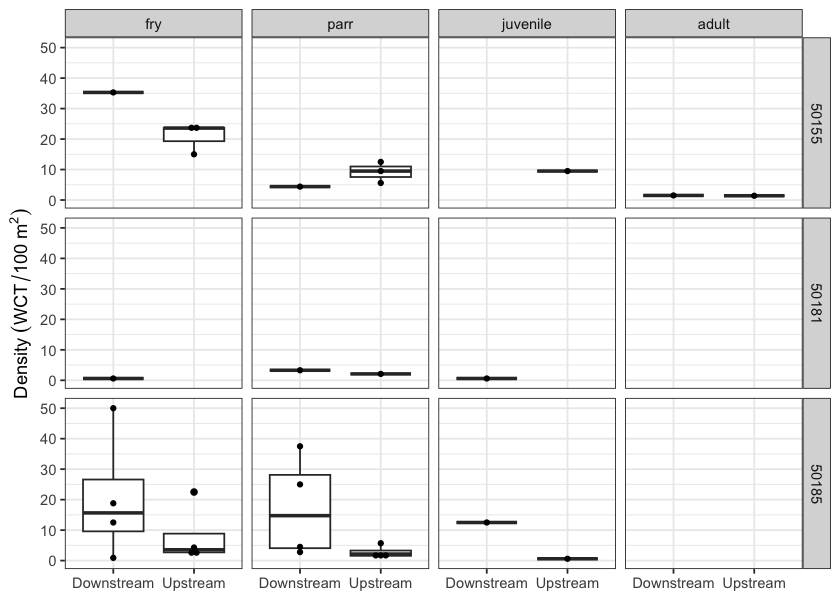 fry parr juvenile adult
50 40 30 20 10 0
50155
50 40 30 20 10 0
50181
50 40 30 20 10 0
50185
Density (WCT/100 m²)
Downstream Upstream Downstream Upstream Downstream Upstream Downstream Upstream